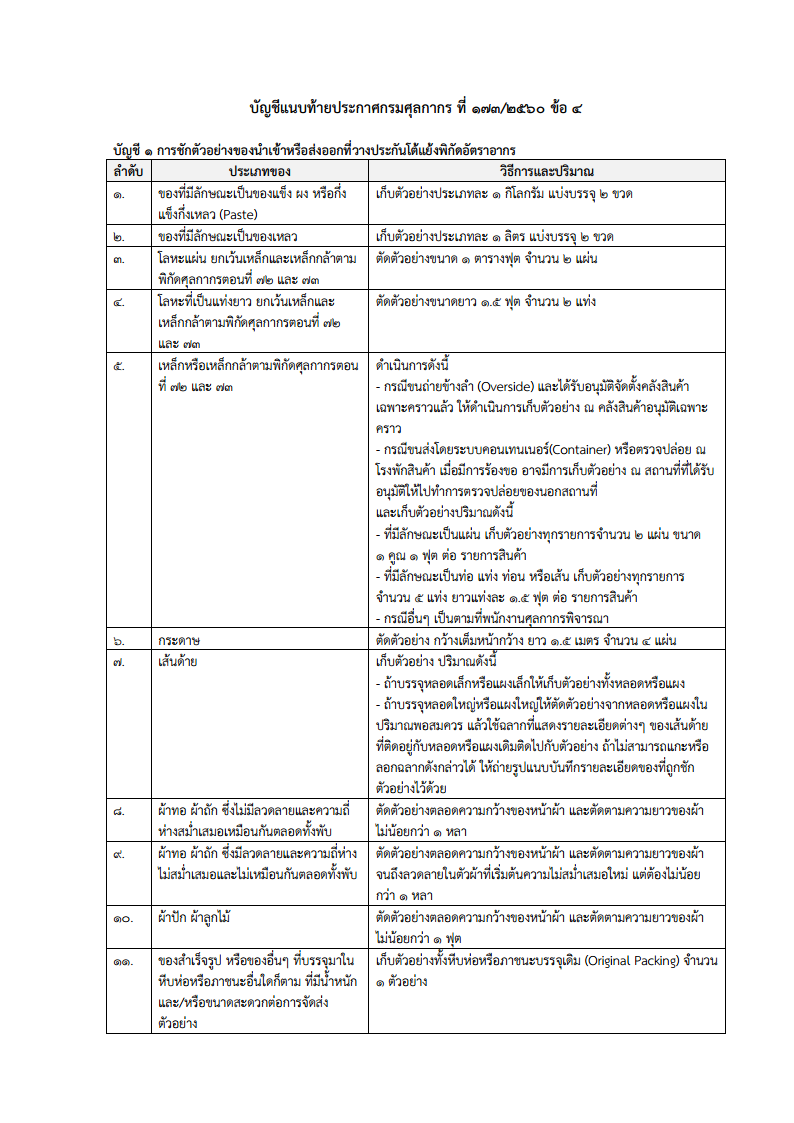 บัญชีแนบท้ายประกาศกรมศุลกากร ที่ ๑๗๓/๒๕๖๐ ข้อ ๔
บัญชี ๑ การชักตัวอย่างของนำเข้าหรือส่งออกที่วางประกันโต้แย้งพิกัดอัตราอากร
ลำดับ ประเภทของ วิธีการและปริมาณ
๑. ของที่มีลักษณะเป็นของแข็ง ผง หรือกึ่ง เก็บตัวอย่างประเภทละ ๑ กิโลกรัม แบ่งบรรจุ ๒ ขวด
แข็งกึ่งเหลว (Paste)
๒. ของที่มีลักษณะเป็นของเหลว เก็บตัวอย่างประเภทละ ๑ ลิตร แบ่งบรรจุ ๒ ขวด
๓. โลหะแผ่น ยกเว้นเหล็กและเหล็กกล้าตาม ตัดตัวอย่างขนาด ๑ ตารางฟุต จำนวน ๒ แผ่น
พิกัดศุลกากรตอนที่ ๗๒ และ ๗๓
๔. โลหะที่เป็นแท่งยาว ยกเว้นเหล็กและ ตัดตัวอย่างขนาดยาว ๑.๕ ฟุต จำนวน ๒ แท่ง
เหล็กกล้าตามพิกัดศุลกากรตอนที่ ๗๒
และ ๗๓
๕. เหล็กหรือเหล็กกล้าตามพิกัดศุลกากรตอน ดำเนินการดังนี้
ที่ ๗๒ และ ๗๓
- กรณีขนถ่ายข้างลำ (Overside) และได้รับอนุมัติจัดตั้งคลังสินค้า
เฉพาะคราวแล้ว ให้ดำเนินการเก็บตัวอย่าง ณ คลังสินค้าอนุมัติเฉพาะ
คราว
- กรณีขนส่งโดยระบบคอนเทนเนอร์(Container) หรือตรวจปล่อย ณ
โรงพักสินค้า เมื่อมีการร้องขอ อาจมีการเก็บตัวอย่าง ณ สถานที่ที่ได้รับ
อนุมัติให้ไปทำการตรวจปล่อยของนอกสถานที่
และเก็บตัวอย่างปริมาณดังนี้
- ที่มีลักษณะเป็นแผ่น เก็บตัวอย่างทุกรายการจำนวน ๒ แผ่น ขนาด
๑ คูณ ๑ ฟุต ต่อ รายการสินค้า
- ที่มีลักษณะเป็นท่อ แท่ง ท่อน หรือเส้น เก็บตัวอย่างทุกรายการ
จำนวน ๕ แท่ง ยาวแท่งละ ๑.๕ ฟุต ต่อ รายการสินค้า
- กรณีอื่นๆ เป็นตามที่พนักงานศุลกากรพิจารณา
๖. กระดาษ ตัดตัวอย่าง กว้างเต็มหน้ากว้าง ยาว ๑.๕ เมตร จำนวน ๔ แผ่น
๗. เส้นด้าย เก็บตัวอย่าง ปริมาณดังนี้
- ถ้าบรรจุหลอดเล็กหรือแผงเล็กให้เก็บตัวอย่างทั้งหลอดหรือแผง
- ถ้าบรรจุหลอดใหญ่หรือแผงใหญ่ให้ตัดตัวอย่างจากหลอดหรือแผงใน
ปริมาณพอสมควร แล้วใช้ฉลากที่แสดงรายละเอียดต่างๆ ของเส้นด้าย
ที่ติดอยู่กับหลอดหรือแผงเดิมติดไปกับตัวอย่าง ถ้าไม่สามารถแกะหรือ
ลอกฉลากดังกล่าวได้ ให้ถ่ายรูปแนบบันทึกรายละเอียดของที่ถูกชัก
ตัวอย่างไว้ด้วย
๘. ผ้าทอ ผ้าถัก ซึ่งไม่มีลวดลายและความถี่ ตัดตัวอย่างตลอดความกว้างของหน้าผ้า และตัดตามความยาวของผ้า
ห่างสม่ำเสมอเหมือนกันตลอดทั้งพับ ไม่น้อยกว่า ๑ หลา
๙. ผ้าทอ ผ้าถัก ซึ่งมีลวดลายและความถี่ห่าง ตัดตัวอย่างตลอดความกว้างของหน้าผ้า และตัดตามความยาวของผ้า
ไม่สม่ำเสมอและไม่เหมือนกันตลอดทั้งพับ จนถึงลวดลายในตัวผ้าที่เริ่มต้นความไม่สม่ำเสมอใหม่ แต่ต้องไม่น้อย
กว่า ๑ หลา
๑๐. ผ้าปัก ผ้าลูกไม้ ตัดตัวอย่างตลอดความกว้างของหน้าผ้า และตัดตามความยาวของผ้า
ไม่น้อยกว่า ๑ ฟุต
๑๑. ของสำเร็จรูป หรือของอื่นๆ ที่บรรจุมาใน เก็บตัวอย่างทั้งหีบห่อหรือภาชนะบรรจุเดิม (Original Packing) จำนวน
หีบห่อหรือภาชนะอื่นใดก็ตาม ที่มีน้ำหนัก ๑ ตัวอย่าง
และ/หรือขนาดสะดวกต่อการจัดส่ง
ตัวอย่าง